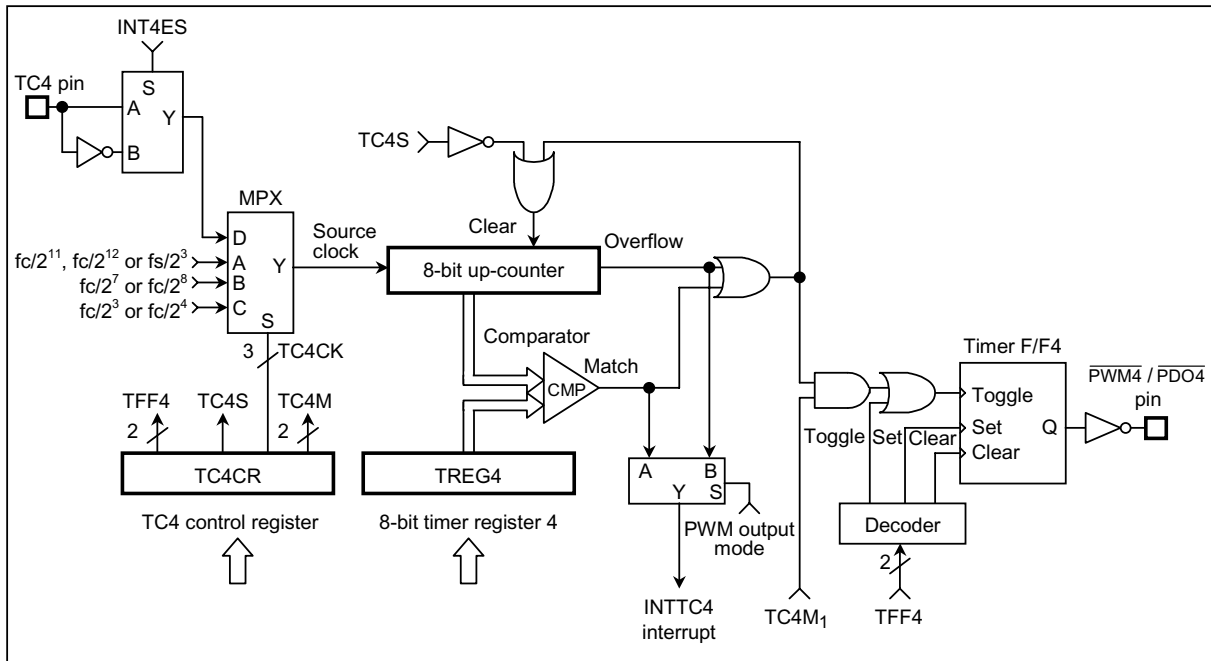 INT4ES
TC4 pin
S
A
Y
B
TC4S
MPX
D
fc/2¹¹, fc/2¹² or fs/2³
A
Y
fc/2⁷ or fc/2⁸
B
fc/2³ or fc/2⁴
C
S
Source
clock
Clear
Overflow
8-bit up-counter
3
TC4CK
Comparator
Match
CMP
TFF4
TC4S
TC4M
2
2
TC4CR
TREG4
TC4 control register
8-bit timer register 4
A
B
Y
S
PWM output
mode
INTTC4
interrupt
TC4M₁
Timer F/F4
Toggle
Set
Clear
Q
Toggle
Set
Clear
PWM4 / PDO4
pin
Decoder
2
TFF4